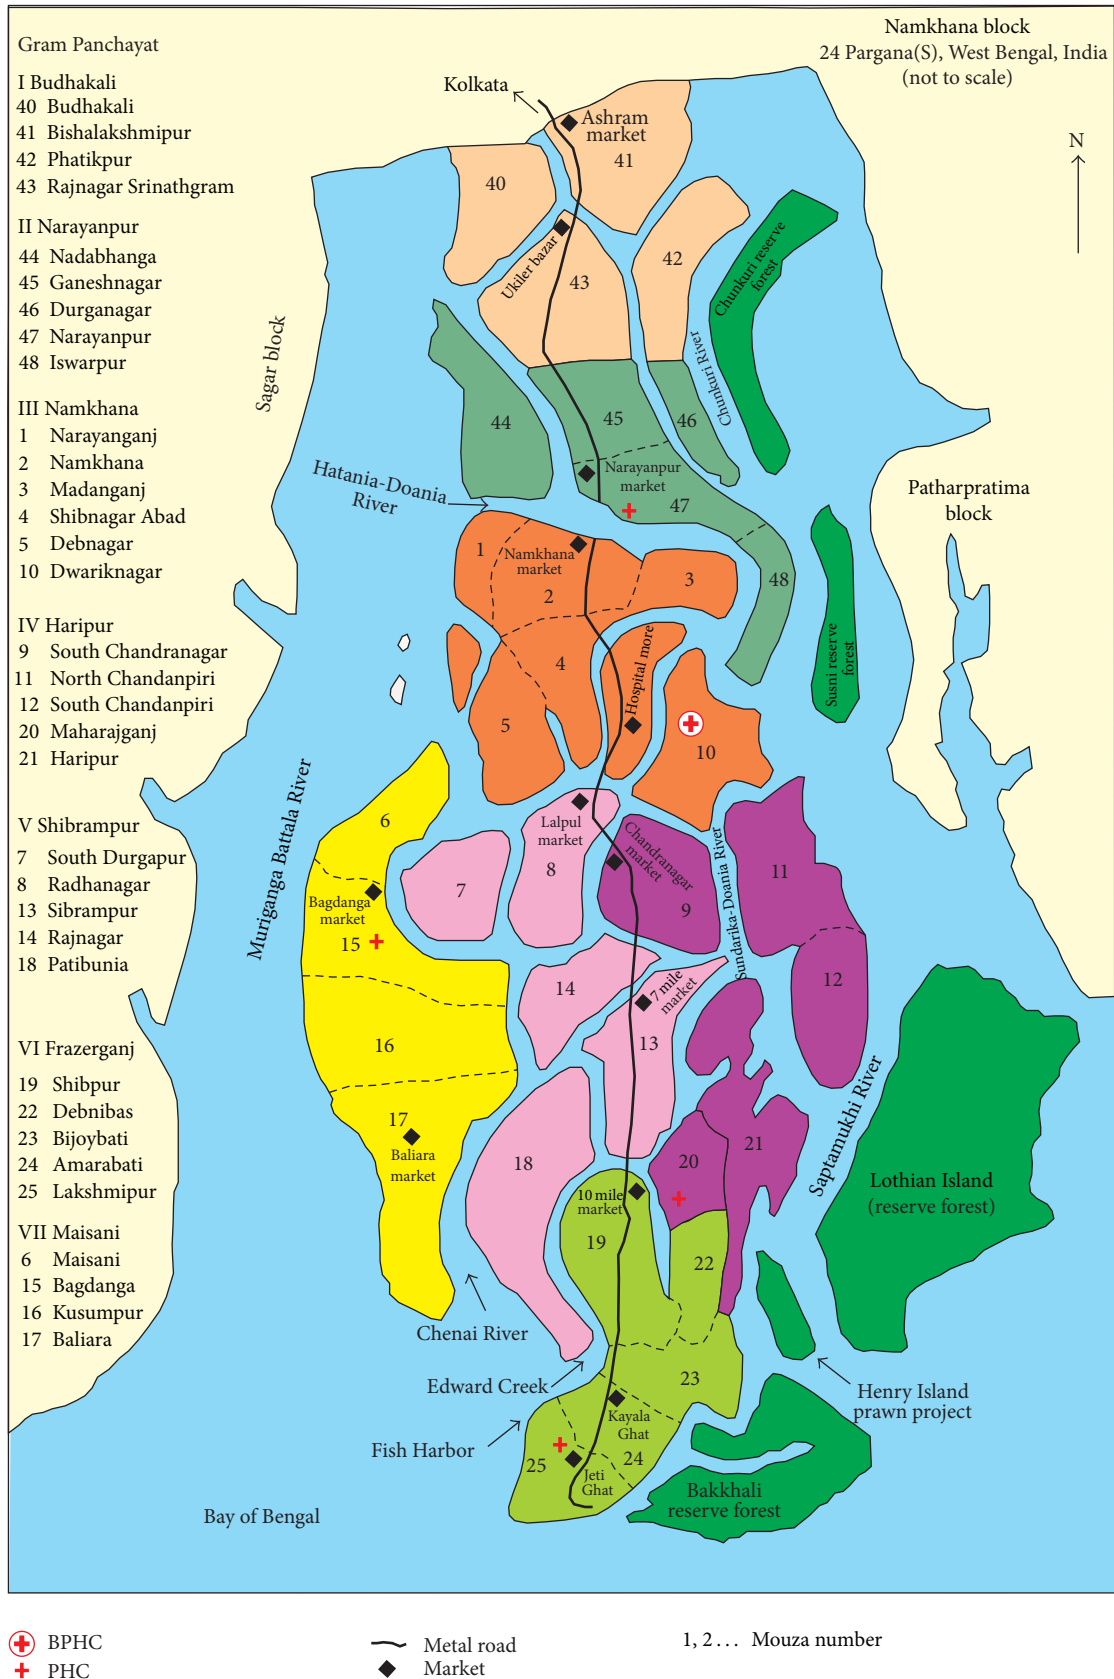 Gram Panchayat
I Budhakali
40 Budhakali
41 Bishalakshmipur
42 Phatikpur
43 Rajnagar Srinathgram
II Narayanpur
44 Nadabhanga
45 Ganeshnagar
46 Durganagar
47 Narayanpur
48 Iswarpur
III Namkhana
1 Narayanganj
2 Namkhana
3 Madanganj
4 Shibnagar Abad
5 Debnagar
10 Dwariknagar
IV Haripur
9 South Chandranagar
11 North Chandanpiri
12 South Chandanpiri
20 Maharajganj
21 Haripur
V Shibrampur
7 South Durgapur
8 Radhanagar
13 Sibrampur
14 Rajnagar
18 Patibunia
VI Frazerganj
19 Shibpur
22 Debnibas
23 Bijoybati
24 Amarabati
25 Lakshmipur
VII Maisani
6 Maisani
15 Bagdanga
16 Kusumpur
17 Baliara
Namkhana block
24 Pargana(S), West Bengal, India
(not to scale)
N
Kolkata
Ashram
market
41
40
42
Ukiler bazar
43
Chunkuri reserve
forest
Chunkuri River
Sagar block
44
45
46
Hatania-Doania
River
Narayanpur
market
47
48
Patharpratima
block
1
Namkhana
market
2
3
4
5
Hospital more
10
Susni reserve
forest
Muriganga Battala River
6
Lalpul
market
8
7
Chandranagar
market
9
Sundarika-Doania River
11
12
Bagdanga
market
15
14
7 mile
market
13
16
17
Baliara
market
18
20
21
Saptamukhi River
Lothian Island
(reserve forest)
10 mile
market
19
22
Chenai River
Edward Creek
23
Henry Island
prawn project
Fish Harbor
Kayala
Ghat
24
25
Jeti
Ghat
Bakkhali
reserve forest
Bay of Bengal
BPHC
PHC
Metal road
Market
1, 2 . . . Mouza number